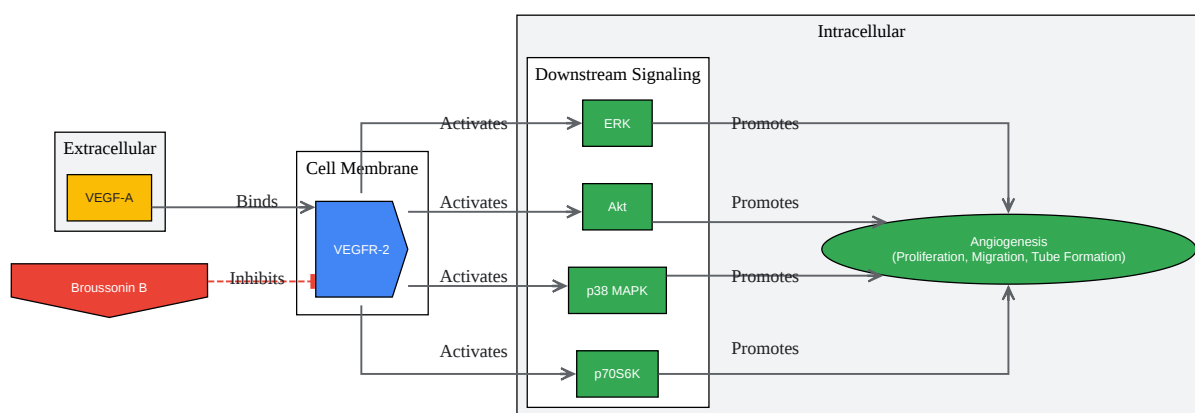 Intracellular
Downstream Signaling
Extracellular
Cell Membrane
VEGF-A
Binds
VEGFR-2
Broussonin B
Inhibits
Activates
ERK
Promotes
Activates
Akt
Promotes
Activates
p38 MAPK
Promotes
Activates
p70S6K
Promotes
Angiogenesis
(Proliferation, Migration, Tube Formation)